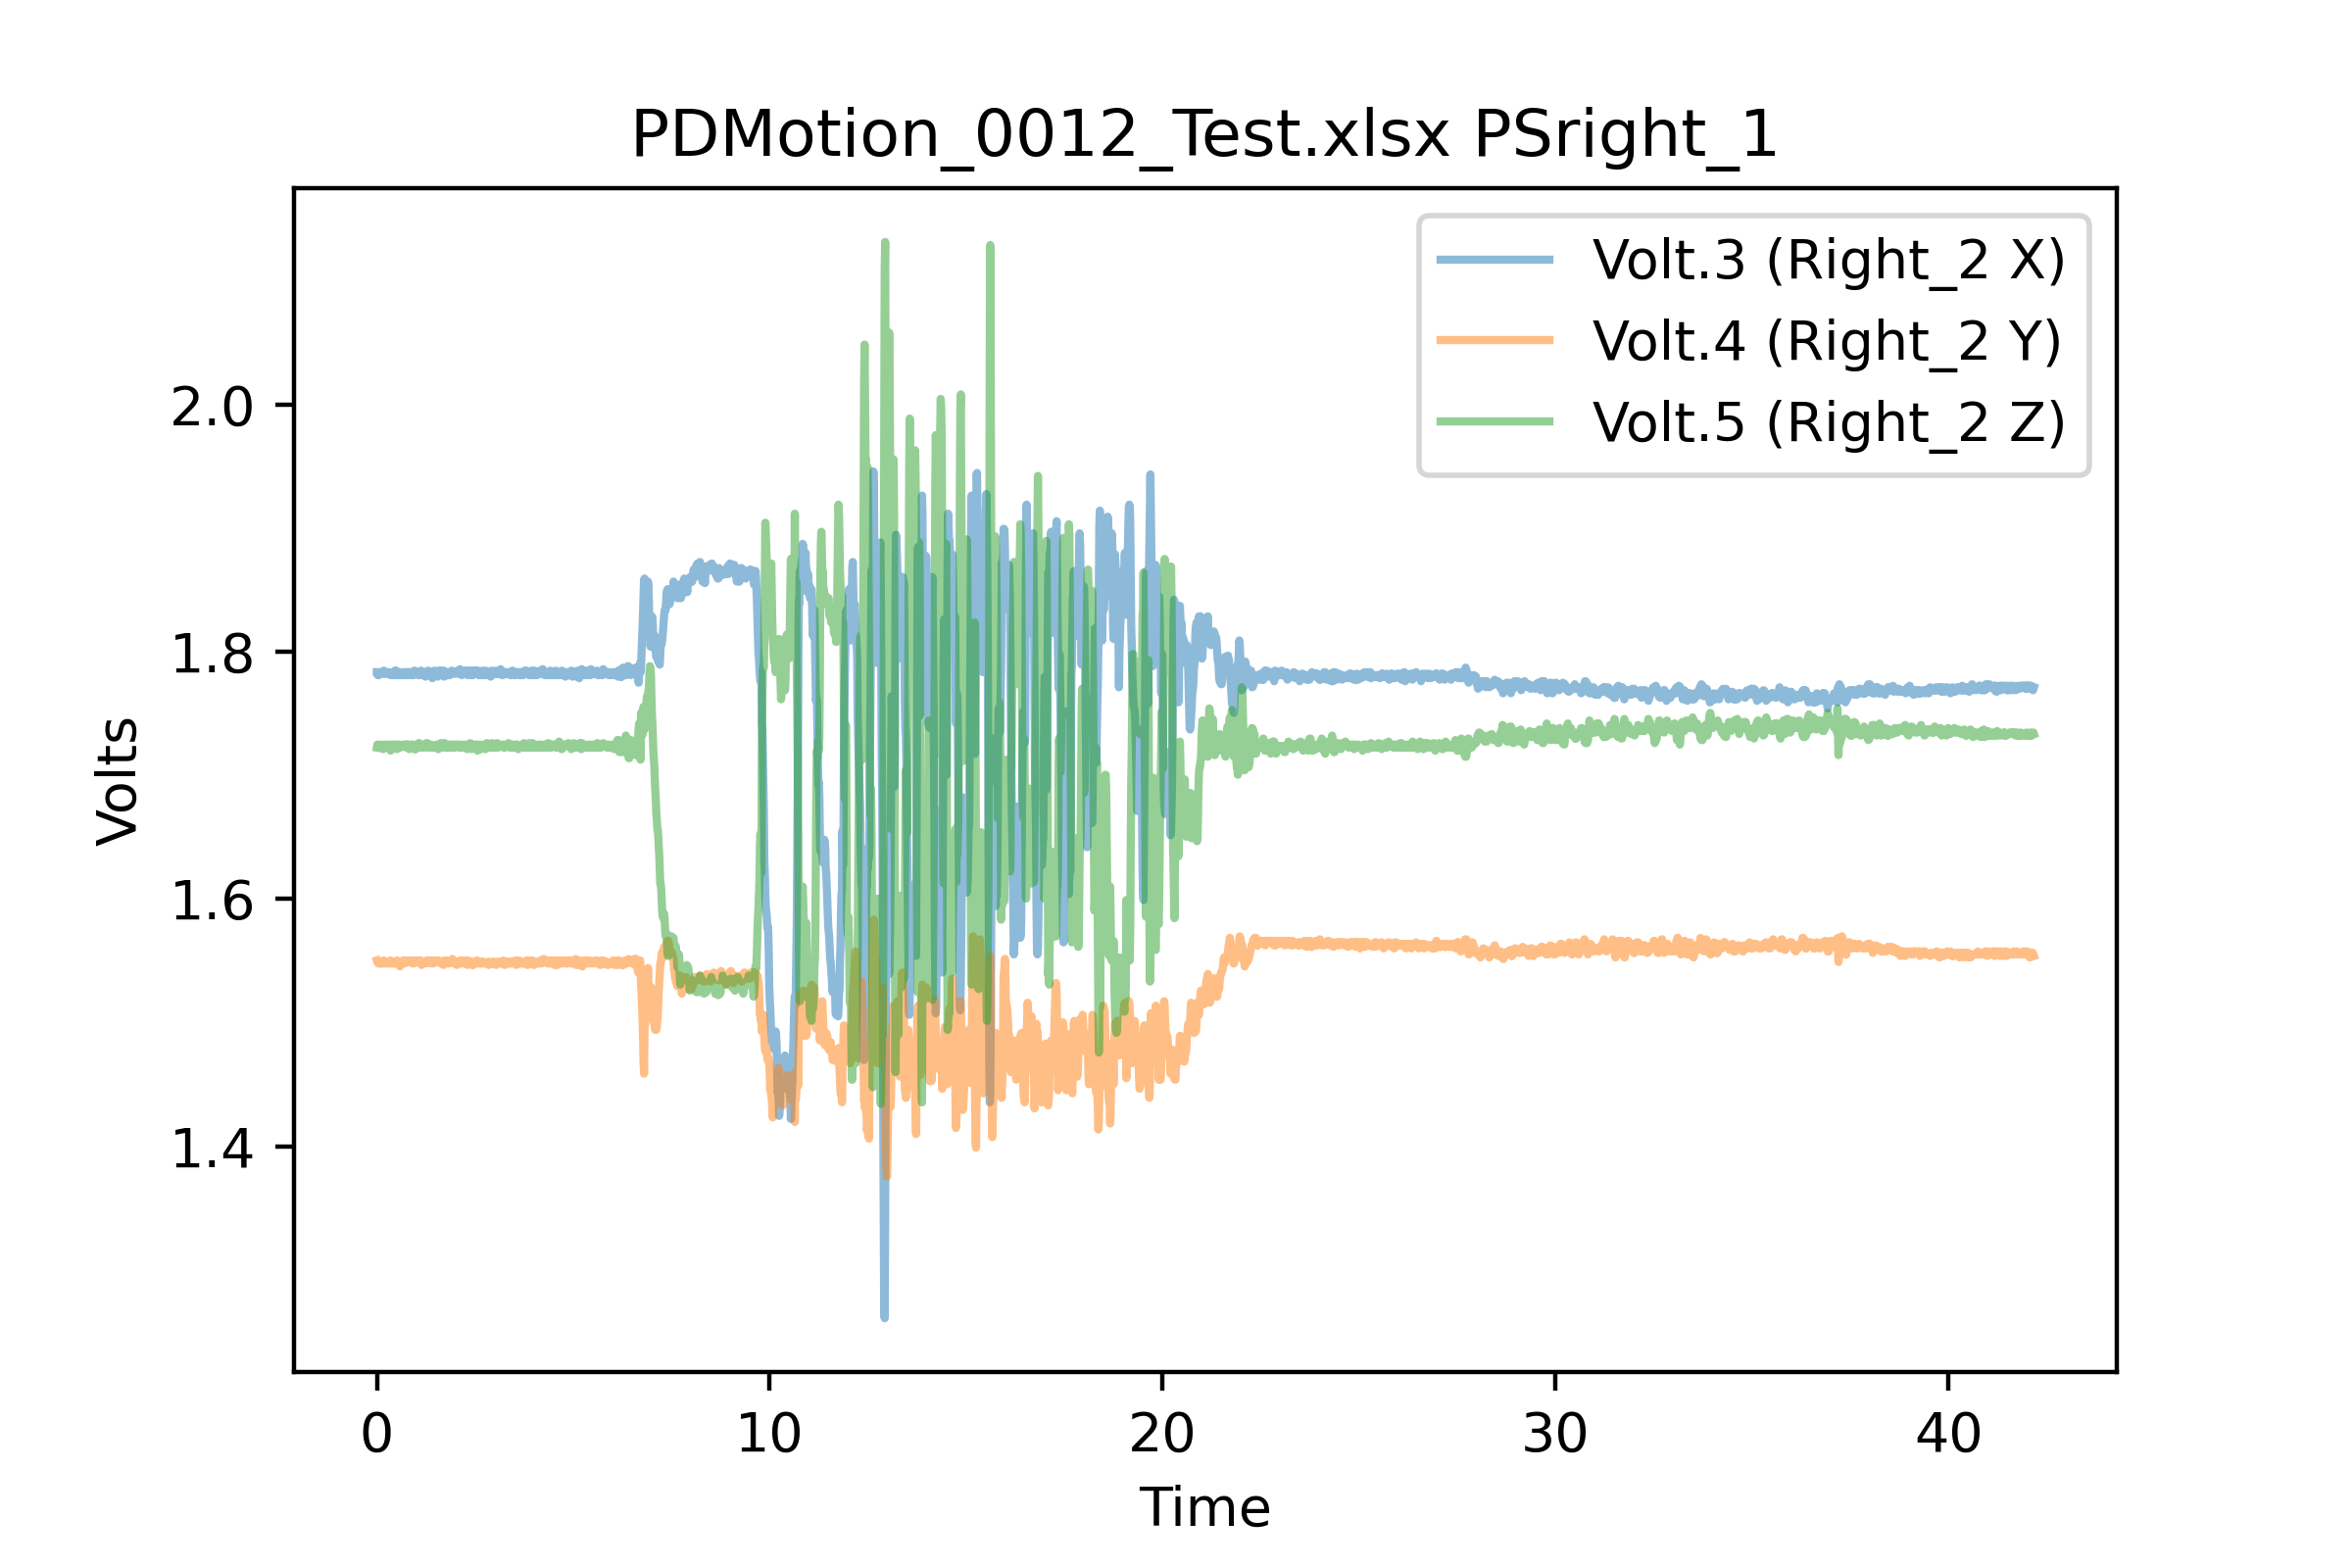 PDMotion_0012_Test.xlsx PSright_1
Volt.3 (Right_2 X)
Volt.4 (Right_2 Y)
Volt.5 (Right_2 Z)
Volts
2.0
1.8
1.6
1.4
0 10 20 30 40
Time